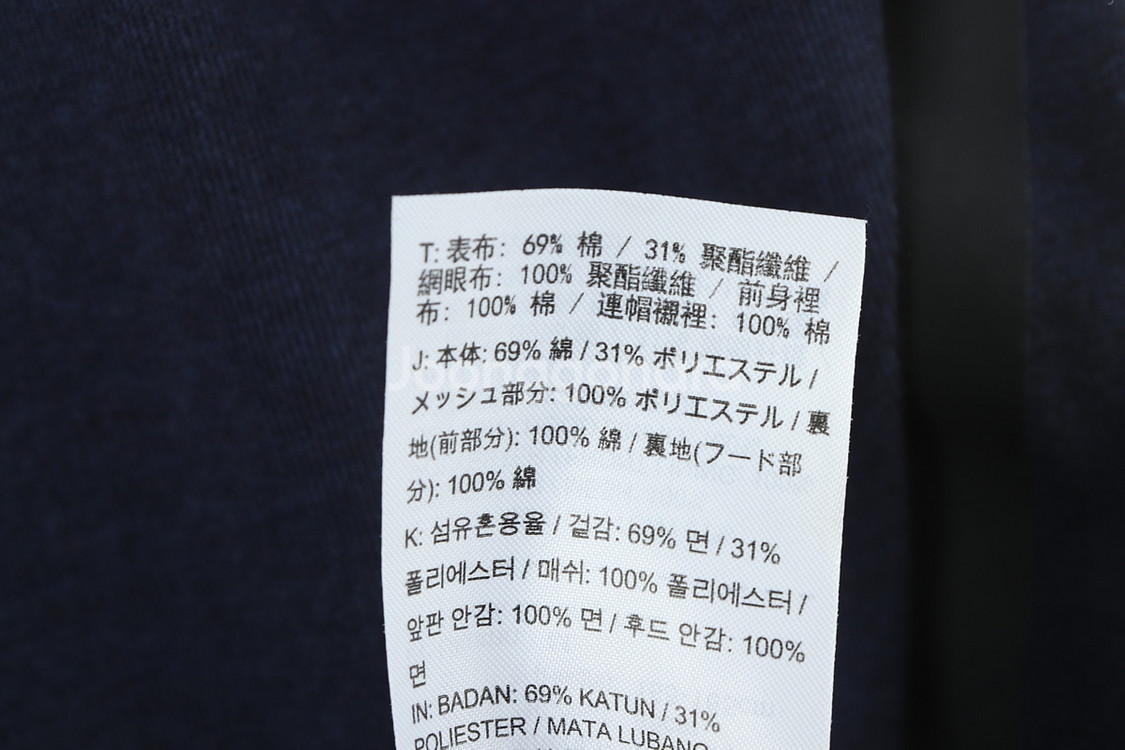 T: 表布: 69% 棉 / 31% 聚酯纖維 /
網眼布: 100% 聚酯纖維 / 前身裡
布: 100% 棉 / 連帽襯裡: 100% 棉
J: 本体: 69% 綿 / 31% ポリエステル /
メッシュ部分: 100% ポリエステル / 裏
地(前部分): 100% 綿 / 裏地(フード部
分): 100% 綿
K: 섬유혼용율 / 겉감: 69% 면 / 31%
폴리에스터 / 매쉬: 100% 폴리에스터 /
앞판 안감: 100% 면 / 후드 안감: 100%
면
IN: BADAN: 69% KATUN / 31%
POLIESTER / MATA LUBANG